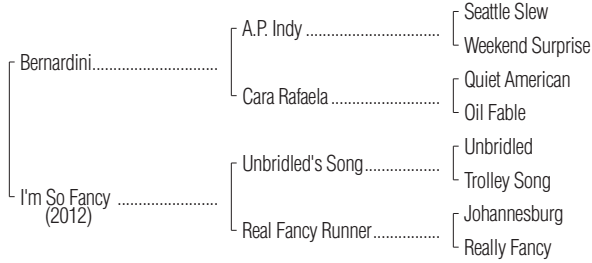 Seattle Slew
A.P. Indy ..............................
Weekend Surprise
Bernardini............................
Quiet American
Cara Rafaela .........................
Oil Fable
Unbridled
Unbridled's Song.................
Trolley Song
I'm So Fancy ......................
(2012)
Johannesburg
Real Fancy Runner...............
Really Fancy